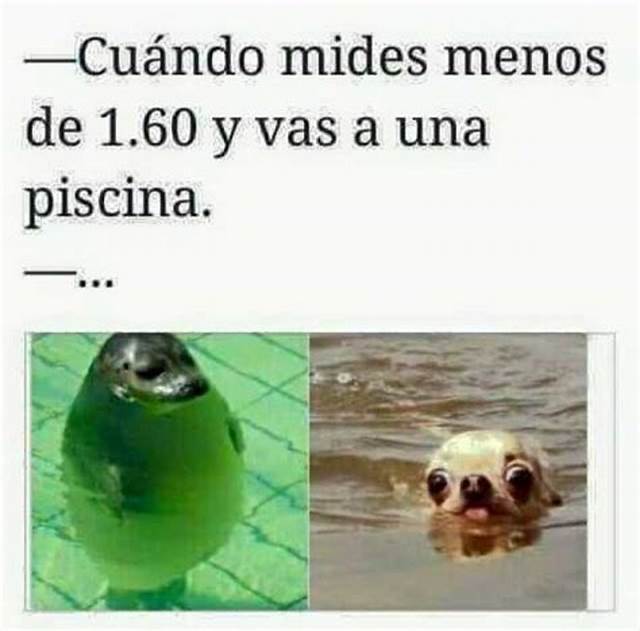 —Cuándo mides menos
de 1.60 y vas a una
piscina.
—...